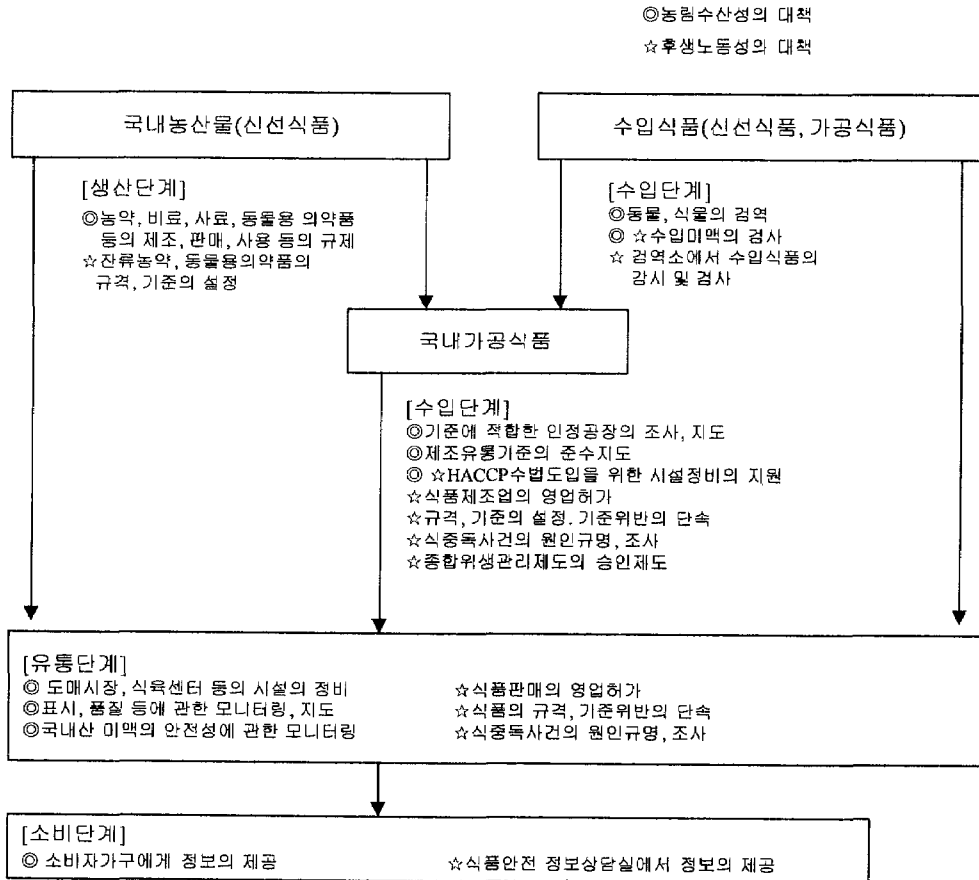 ◎농림수산성의 대책
☆후생노동성의 대책
국내농산물(신선식품)
수입식품(신선식품, 가공식품)
[생산단계]
◎농약, 비료, 사료, 동물용 의약품
등의 제조, 판매, 사용 등의 규제
☆잔류농약, 동물용의약품의
규격, 기준의 설정
[수입단계]
◎동물, 식물의 검역
◎ ☆수입미맥의 검사
☆ 검역소에서 수입식품의
감시 및 검사
국내가공식품
[수입단계]
◎기준에 적합한 인정공장의 조사, 지도
◎제조유통기준의 준수지도
◎ ☆HACCP수법도입을 위한 시설정비의 지원
☆식품제조업의 영업허가
☆규격, 기준의 설정. 기준위반의 단속
☆식중독사건의 원인규명, 조사
☆종합위생관리제도의 승인제도
[유통단계]
◎ 도매시장, 식육센터 등의 시설의 정비
◎표시, 품질 등에 관한 모니터링, 지도
◎국내산 미맥의 안전성에 관한 모니터링
☆식품판매의 영업허가
☆식품의 규격, 기준위반의 단속
☆식중독사건의 원인규명, 조사
[소비단계]
◎ 소비자가구에게 정보의 제공
☆식품안전 정보상담실에서 정보의 제공